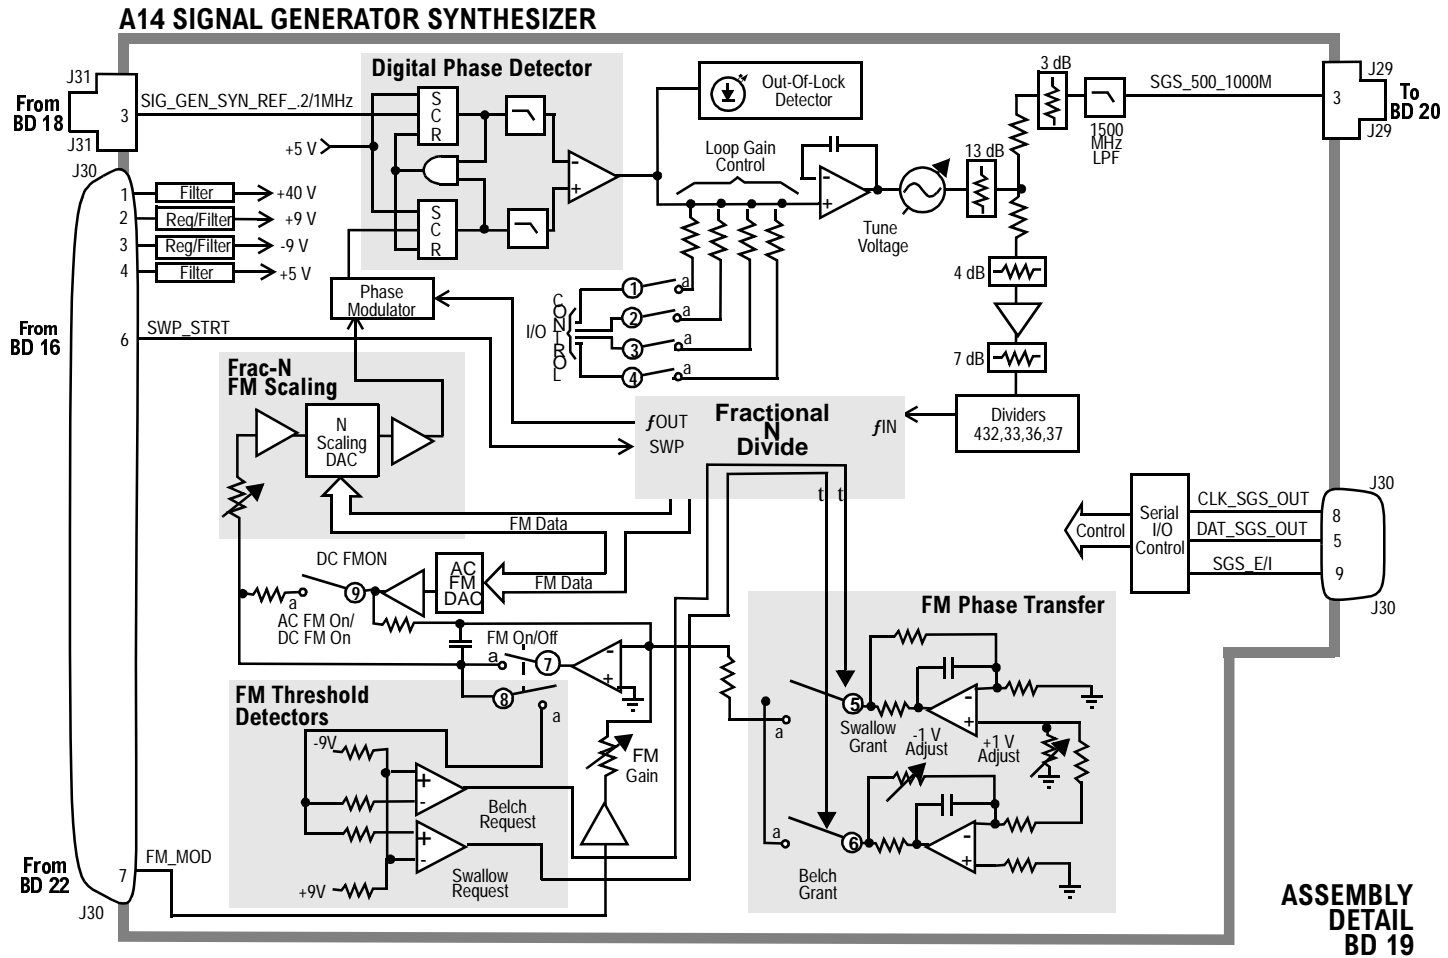 A14 SIGNAL GENERATOR SYNTHESIZER
J31
From
BD 18
3
J31
SIG_GEN_SYN_REF_.2/1MHz
Digital Phase Detector
S
C
R
S
C
R
+5 V
Out-Of-Lock
Detector
Loop Gain
Control
Tune
Voltage
13 dB
3 dB
1500
MHz
LPF
SGS_500_1000M
J29
3
To
BD 20
J29
J30
1
Filter
+40 V
2
Reg/Filter
+9 V
3
Reg/Filter
-9 V
4
Filter
+5 V
Phase
Modulator
I/O
CONTROL
1
a
2
a
3
a
4
a
4 dB
7 dB
Dividers
432,33,36,37
From
BD 16
6
SWP_STRT
Frac-N
FM Scaling
N
Scaling
DAC
Fractional
N
Divide
ƒOUT
SWP
ƒIN
t t
FM Data
FM Data
DC FMON
9
a
AC FM On/
DC FM On
AC
FM
DAC
FM On/Off
a
7
-
+
8
a
Control
Serial
I/O
Control
CLK_SGS_OUT
DAT_SGS_OUT
SGS_E/I
J30
8
5
9
J30
FM Phase Transfer
a
5
Swallow
Grant
-1 V
Adjust
+1 V
Adjust
-
+
a
6
Belch
Grant
-
+
FM Threshold
Detectors
-9V
+
-
Belch
Request
+
-
Swallow
Request
+9V
FM
Gain
From
BD 22
7
FM_MOD
J30
ASSEMBLY
DETAIL
BD 19